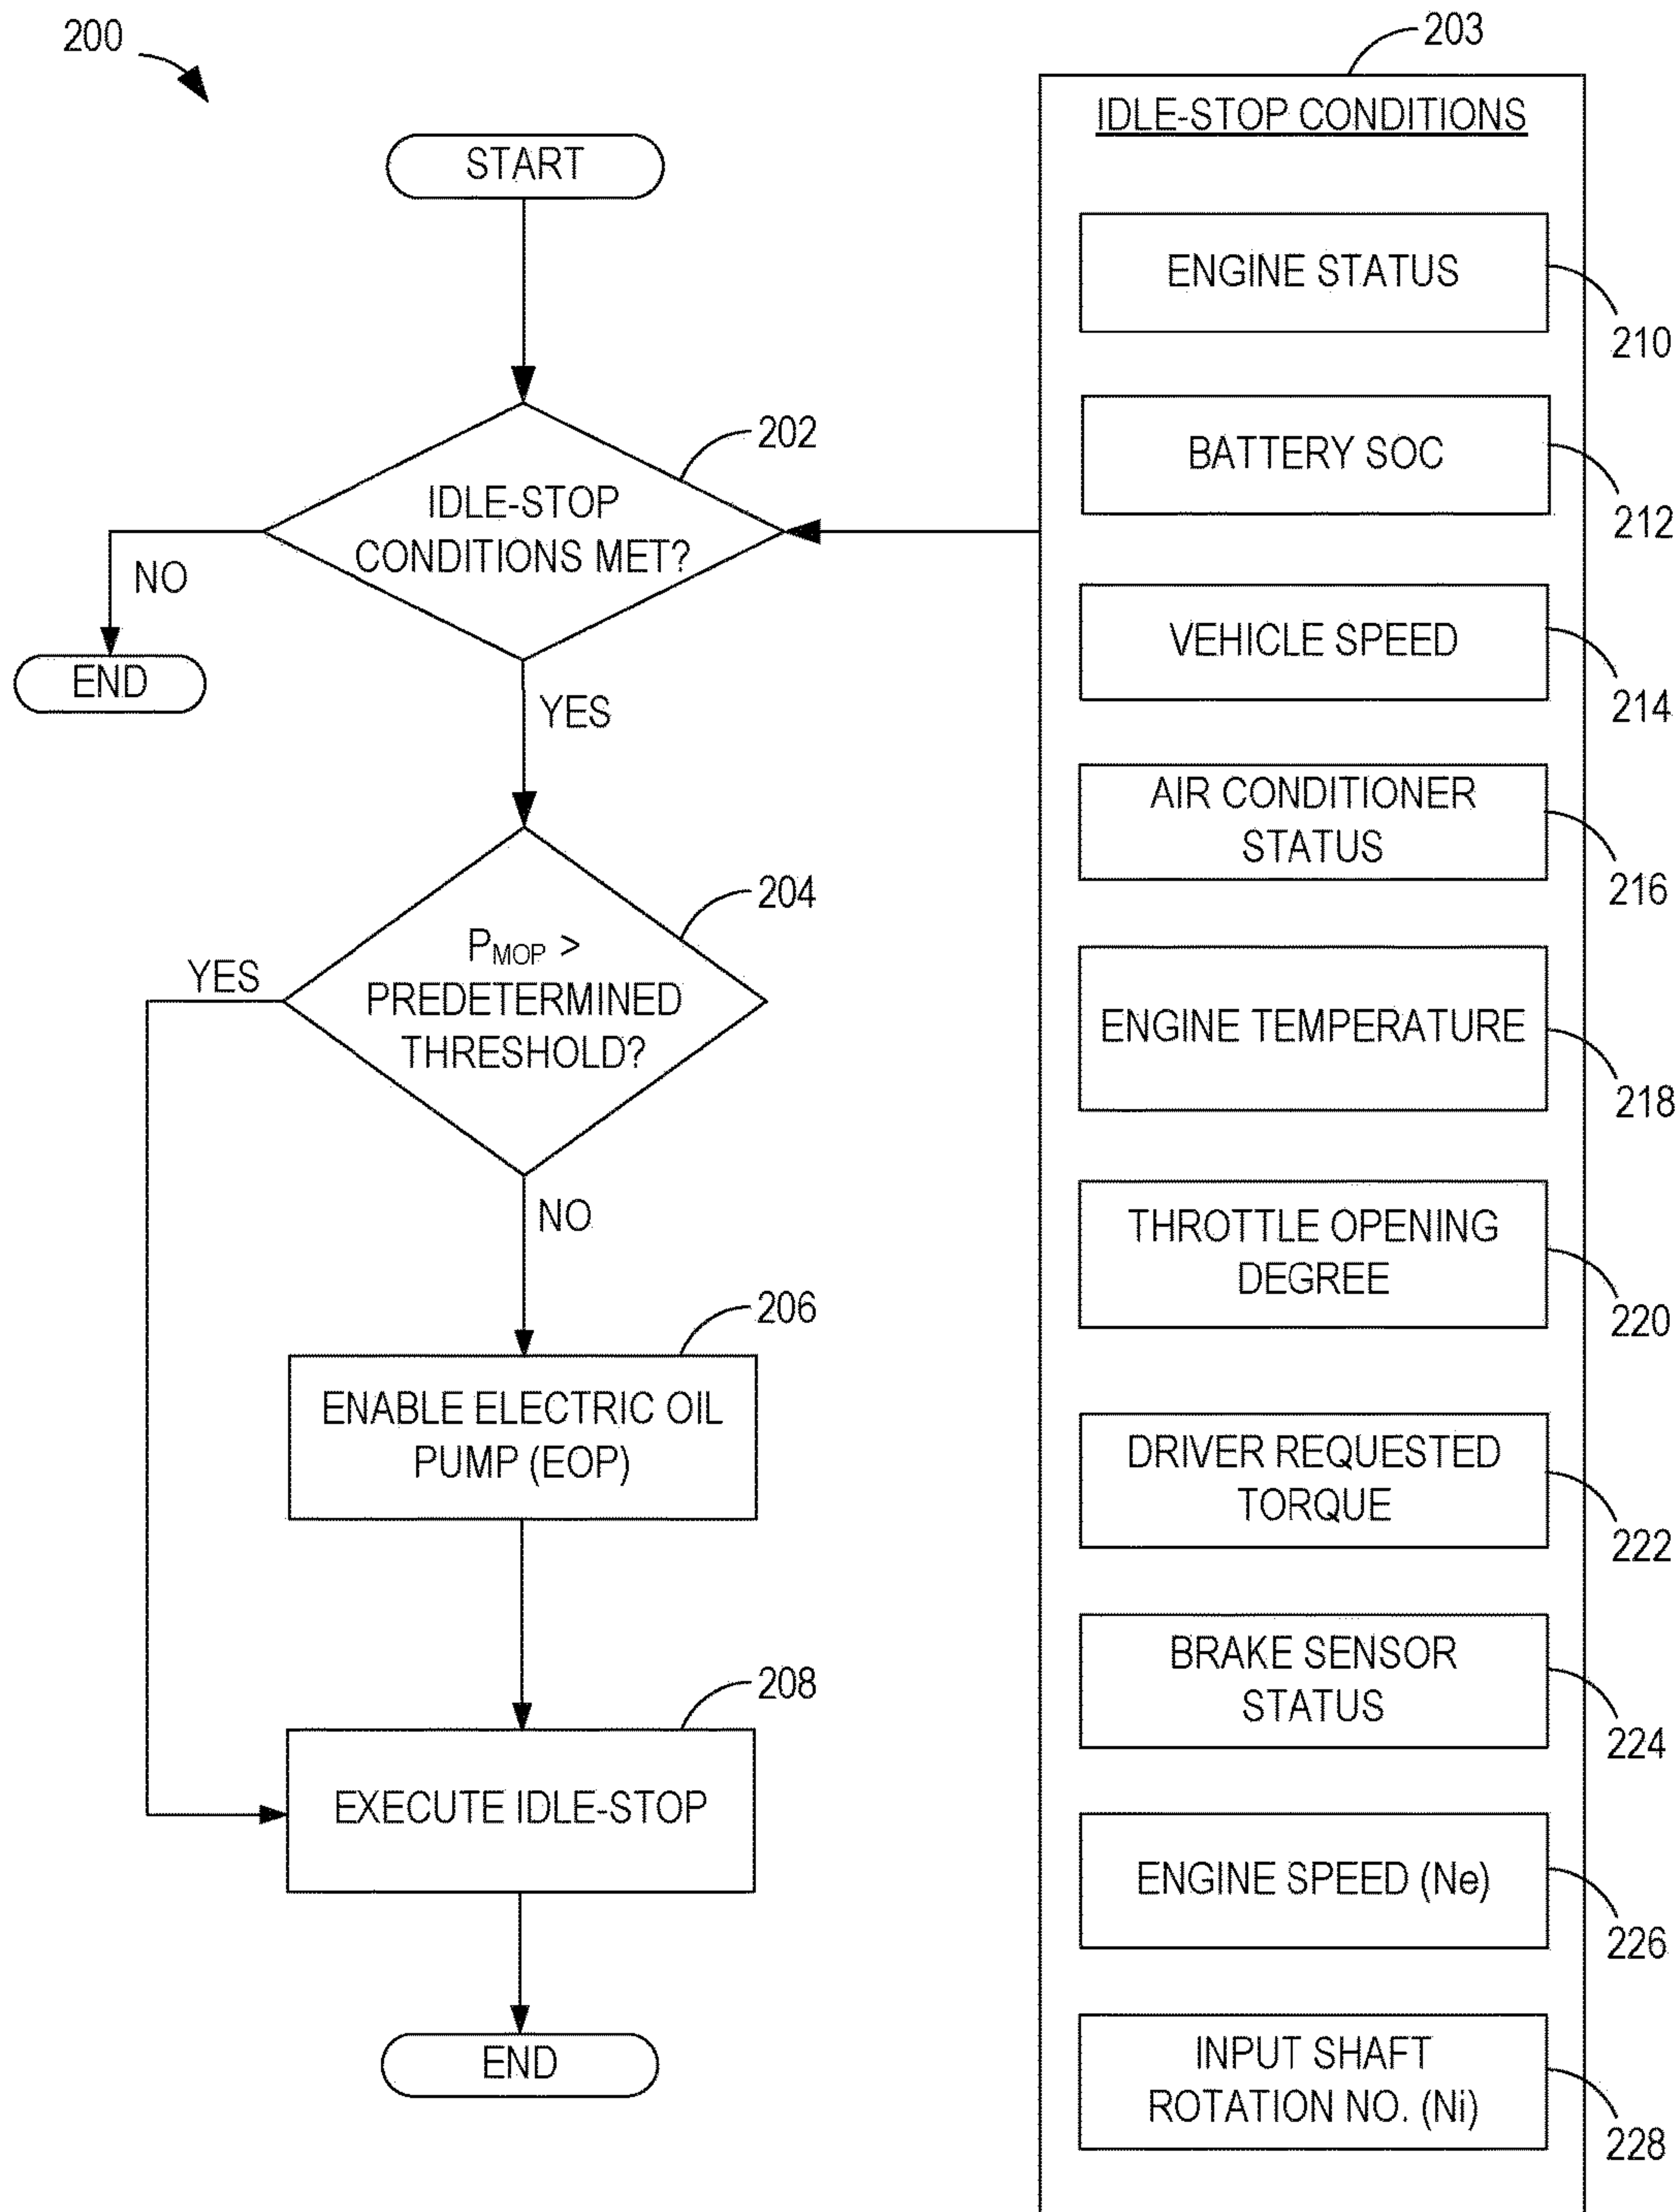 200
START
202
IDLE-STOP
CONDITIONS MET?
NO
END
YES
204
P_MOP >
PREDETERMINED
THRESHOLD?
YES
NO
206
ENABLE ELECTRIC OIL
PUMP (EOP)
208
EXECUTE IDLE-STOP
END
203
IDLE-STOP CONDITIONS
ENGINE STATUS
210
BATTERY SOC
212
VEHICLE SPEED
214
AIR CONDITIONER
STATUS
216
ENGINE TEMPERATURE
218
THROTTLE OPENING
DEGREE
220
DRIVER REQUESTED
TORQUE
222
BRAKE SENSOR
STATUS
224
ENGINE SPEED (Ne)
226
INPUT SHAFT
ROTATION NO. (Ni)
228